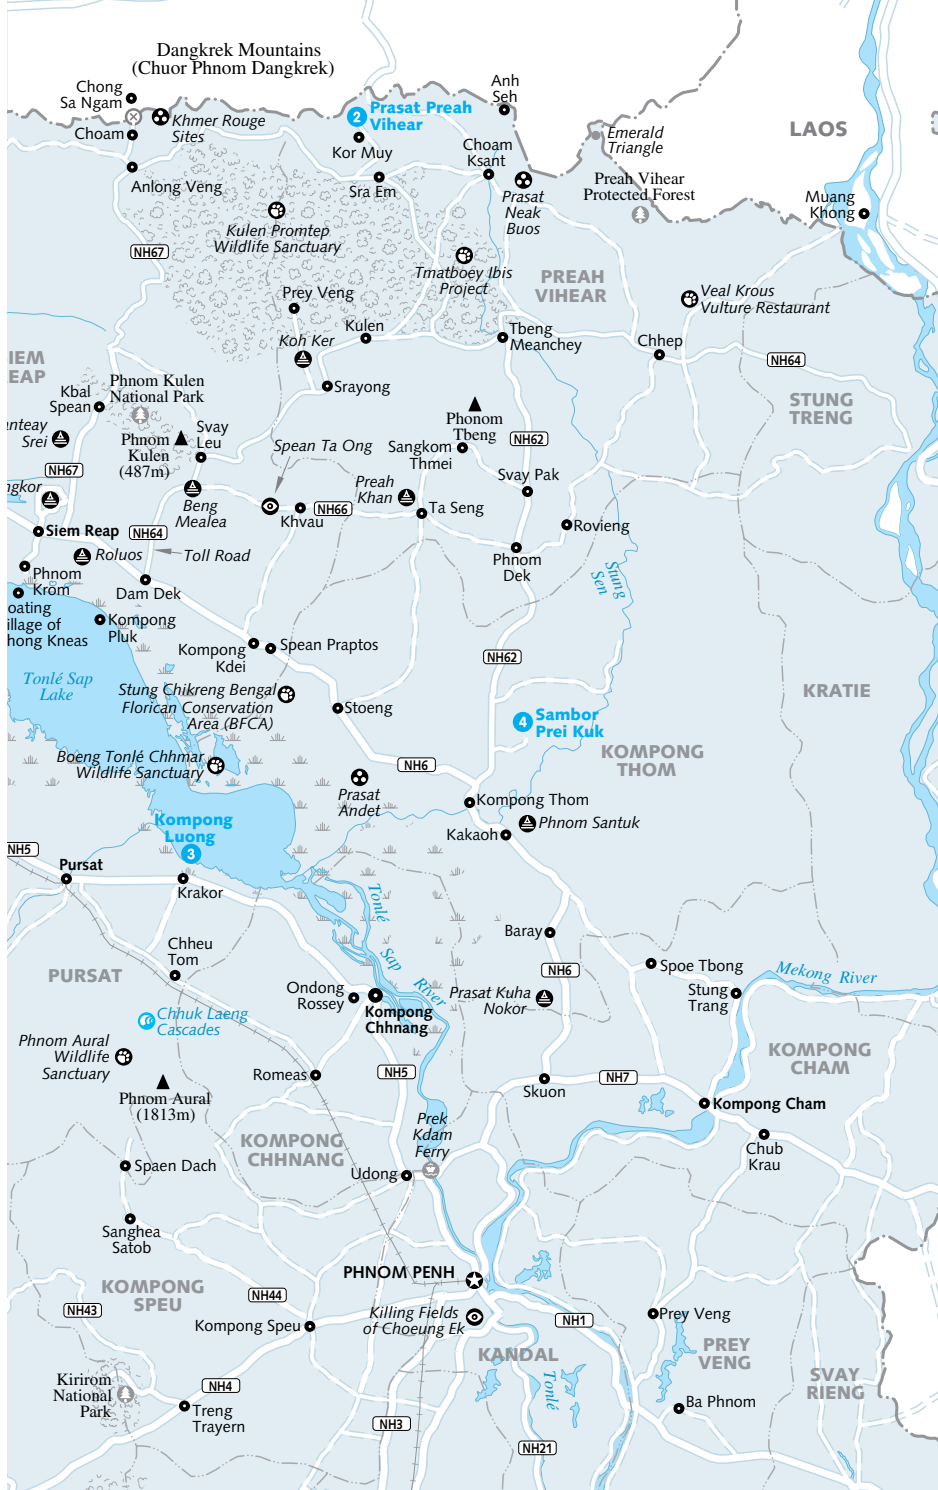 Dangkrek Mountains
(Chuor Phnom Dangkrek)
Chong
Sa Ngam
Anh
Seh
2
Prasat Preah
Vihear
Khmer Rouge
Sites
Choam
Kor Muy
Choam
Ksant
Emerald
Triangle
LAOS
Anlong Veng
Sra Em
Prasat
Neak
Buos
Preah Vihear
Protected Forest
Muang
Khong
Kulen Promtep
Wildlife Sanctuary
NH67
Tmatboey Ibis
Project
PREAH
VIHEAR
Veal Krous
Vulture Restaurant
Prey Veng
Kulen
Tbeng
Meanchey
Koh Ker
Chhep
NH64
IEM
EAP
Phnom Kulen
National Park
Kbal
Spean
Srayong
STUNG
TRENG
Phonom
Tbeng
nteay
Srei
Phnom
Kulen
(487m)
Svay
Leu
Spean Ta Ong
Sangkom
Thmei
NH62
NH67
Svay Pak
ngkor
Preah
Khan
Beng
Mealea
Khvau
NH66
Ta Seng
Siem Reap
NH64
Rovieng
Roluos
Toll Road
Phnom
Dek
Phnom
Krom
Dam Dek
Stung
Sen
oating
illage of
hong Kneas
Kompong
Pluk
Kompong
Kdei
Spean Praptos
NH62
Tonlé Sap
Lake
Stung Chikreng Bengal
Florican Conservation
Area (BFCA)
KRATIE
Stoeng
4
Sambor
Prei Kuk
KOMPONG
THOM
Boeng Tonlé Chhmar
Wildlife Sanctuary
NH6
Prasat
Andet
Kompong Thom
Kompong
Luong
3
Phnom Santuk
Kakaoh
NH5
Pursat
Krakor
Tonlé
Sap
River
Baray
Chheu
Tom
NH6
Spoe Tbong
Mekong River
PURSAT
Ondong
Rossey
Prasat Kuha
Nokor
Stung
Trang
Kompong
Chhnang
Chhuk Laeng
Cascades
Phnom Aural
Wildlife
Sanctuary
KOMPONG
CHAM
Romeas
NH5
Skuon
NH7
Phnom Aural
(1813m)
Kompong Cham
Prek
Kdam
Ferry
KOMPONG
CHHNANG
Chub
Krau
Spaen Dach
Udong
Sanghea
Satob
PHNOM PENH
KOMPONG
SPEU
NH44
NH43
Killing Fields
of Choeung Ek
Kompong Speu
NH1
Prey Veng
KANDAL
PREY
VENG
Kirirom
National
Park
NH4
SVAY
RIENG
Tonlé
Treng
Trayern
Ba Phnom
NH3
NH21